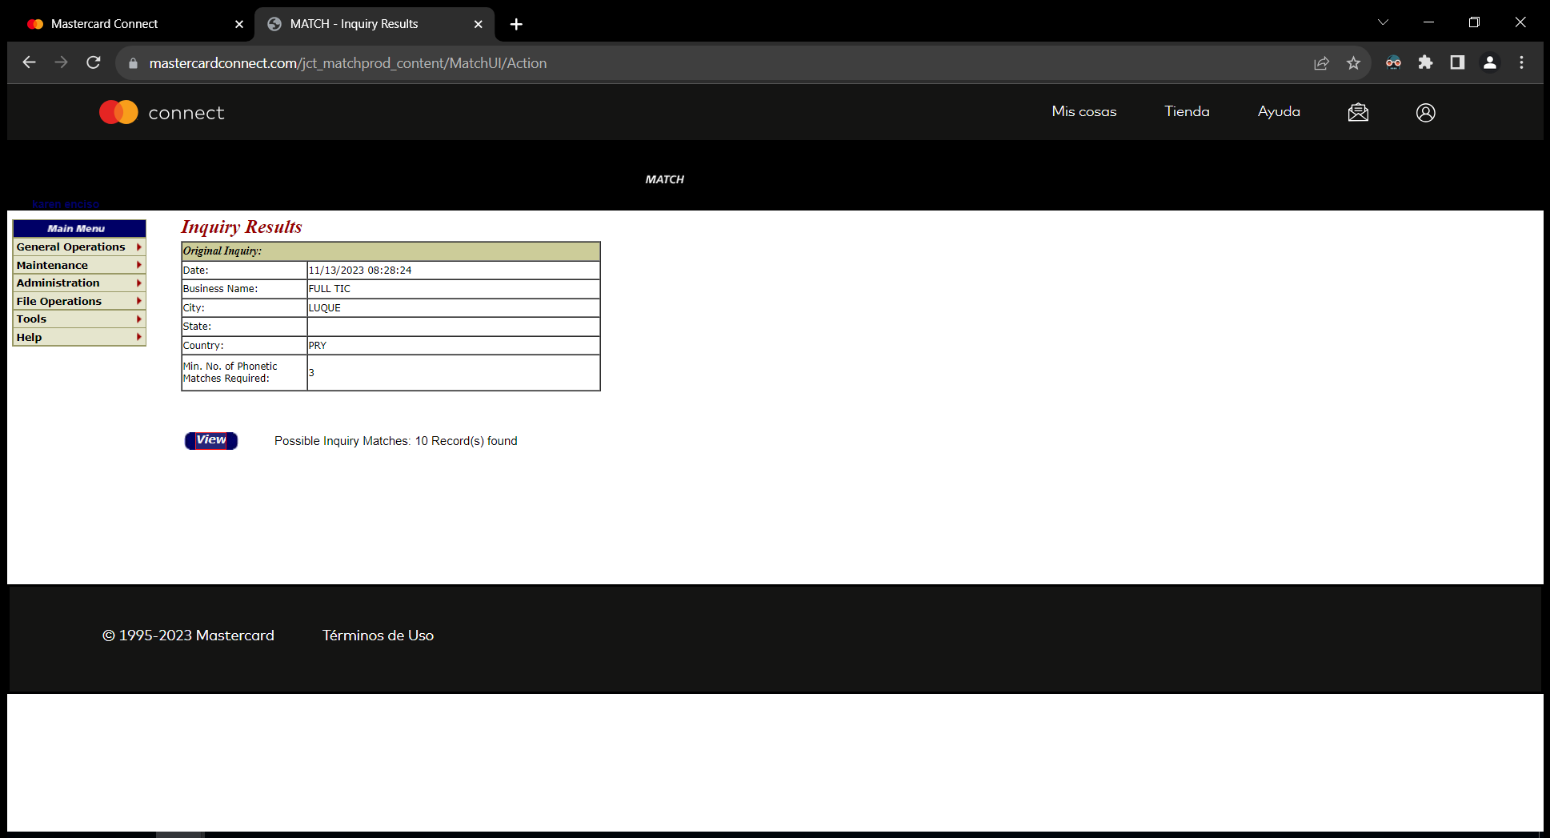 Mastercard Connect
MATCH - Inquiry Results
mastercardconnect.com/jct_matchprod_content/MatchUI/Action
connect
Mis cosas
Tienda
Ayuda
MATCH
Main Menu
General Operations
Maintenance
Administration
File Operations
Tools
Help
Inquiry Results
Original Inquiry:
Date: 11/13/2023 08:28:24
Business Name: FULL TIC
City: LUQUE
State:
Country: PRY
Min. No. of Phonetic
Matches Required: 3
View
Possible Inquiry Matches: 10 Record(s) found
© 1995-2023 Mastercard
Términos de Uso